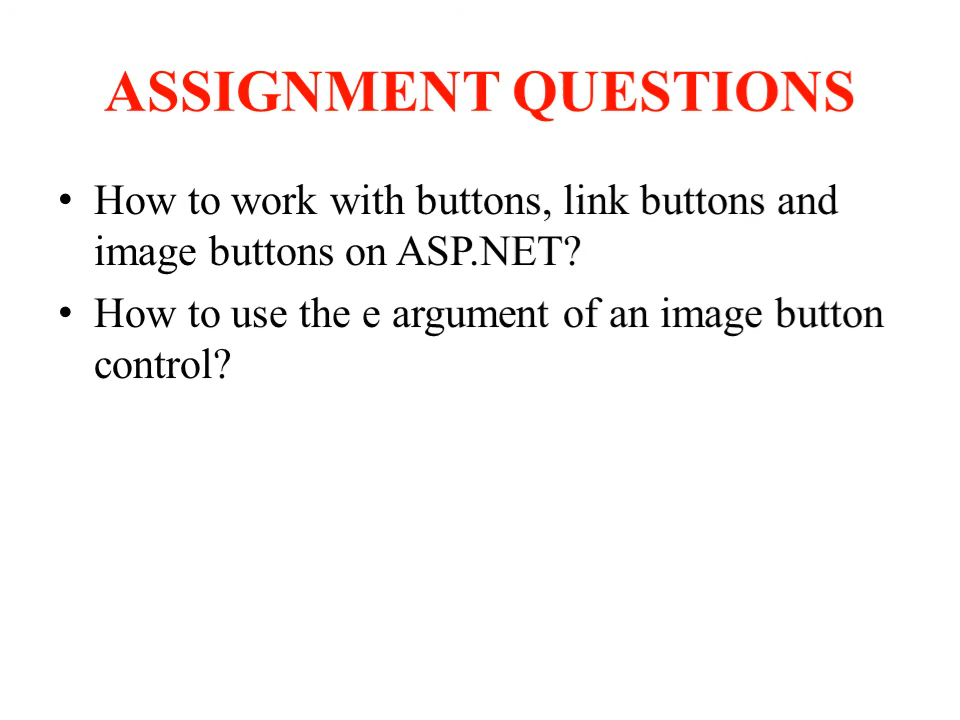 ASSIGNMENT QUESTIONS
• How to work with buttons, link buttons and
image buttons on ASP.NET?
• How to use the e argument of an image button
control?